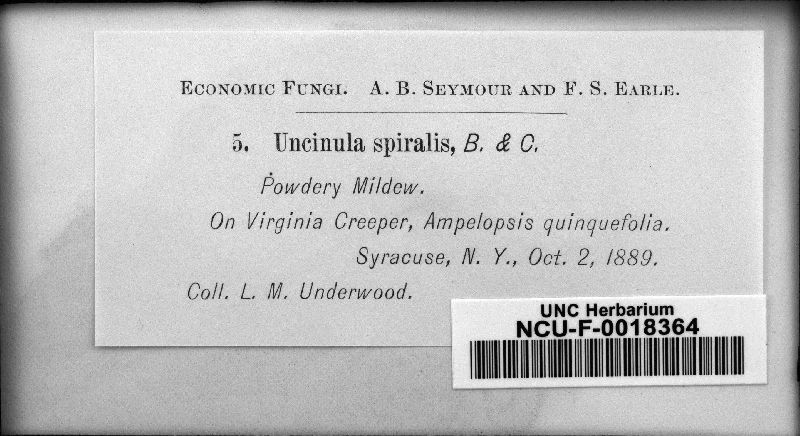 Economic Fungi. A. B. Seymour and F. S. Earle.
5. Uncinula spiralis, B. & C.
Powdery Mildew.
On Virginia Creeper, Ampelopsis quinquefolia.
Syracuse, N. Y., Oct. 2, 1889.
Coll. L. M. Underwood.
UNC Herbarium
NCU-F-0018364